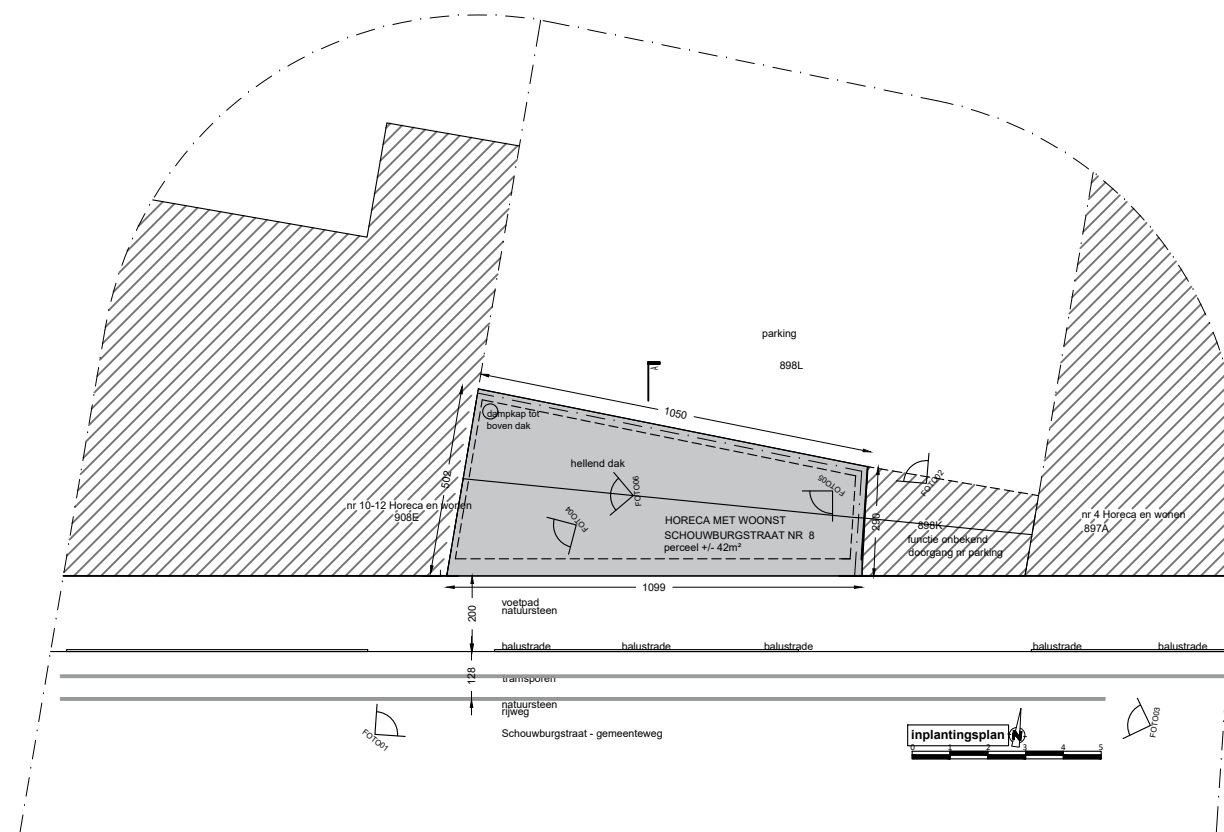 parking
898L
A
1050
dampkap tot
boven dak
hellend dak
502
nr 10-12 Horeca en wonen
908E
FOTO06
FOTO05
FOTO04
FOTO02
HORECA MET WOONST
SCHOUWBURGSTRAAT NR 8
perceel +/- 42m²
290
898K
functie onbekend
doorgang nr parking
nr 4 Horeca en wonen
897A
1099
200
voetpad
natuursteen
balustrade balustrade balustrade balustrade balustrade
128
tramsporen
natuursteen
rijweg
Schouwburgstraat - gemeenteweg
FOTO01
FOTO03
inplantingsplan N
0 1 2 3 4 5